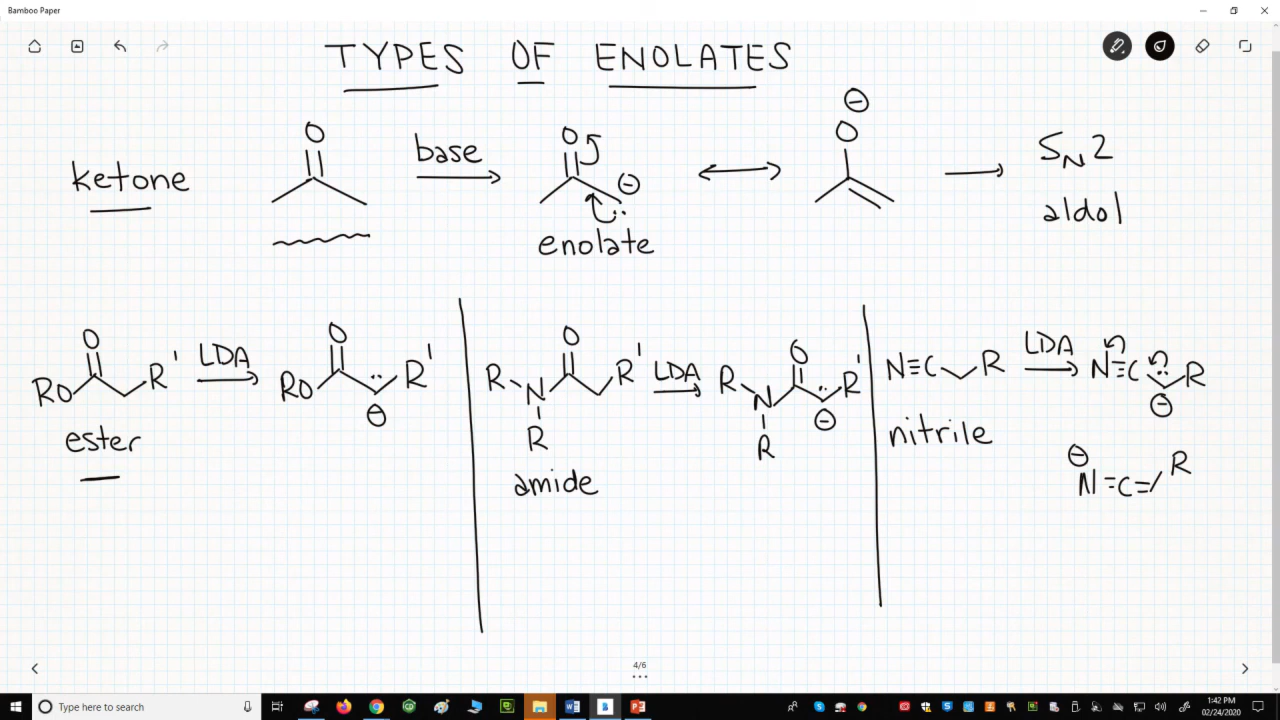 Bamboo Paper
TYPES OF ENOLATES
ketone
O
base
O
⊖
enolate
⊖
O
SN2
aldol
O
RO
R'
LDA
O
RO
R'
⊖
ester
O
R
N
R'
R
LDA
O
R
N
R'
R
⊖
amide
N≡C
R
LDA
N≡C
R
⊖
nitrile
⊖
N=C=
R
4/6
Type here to search
1:42 PM
02/24/2020